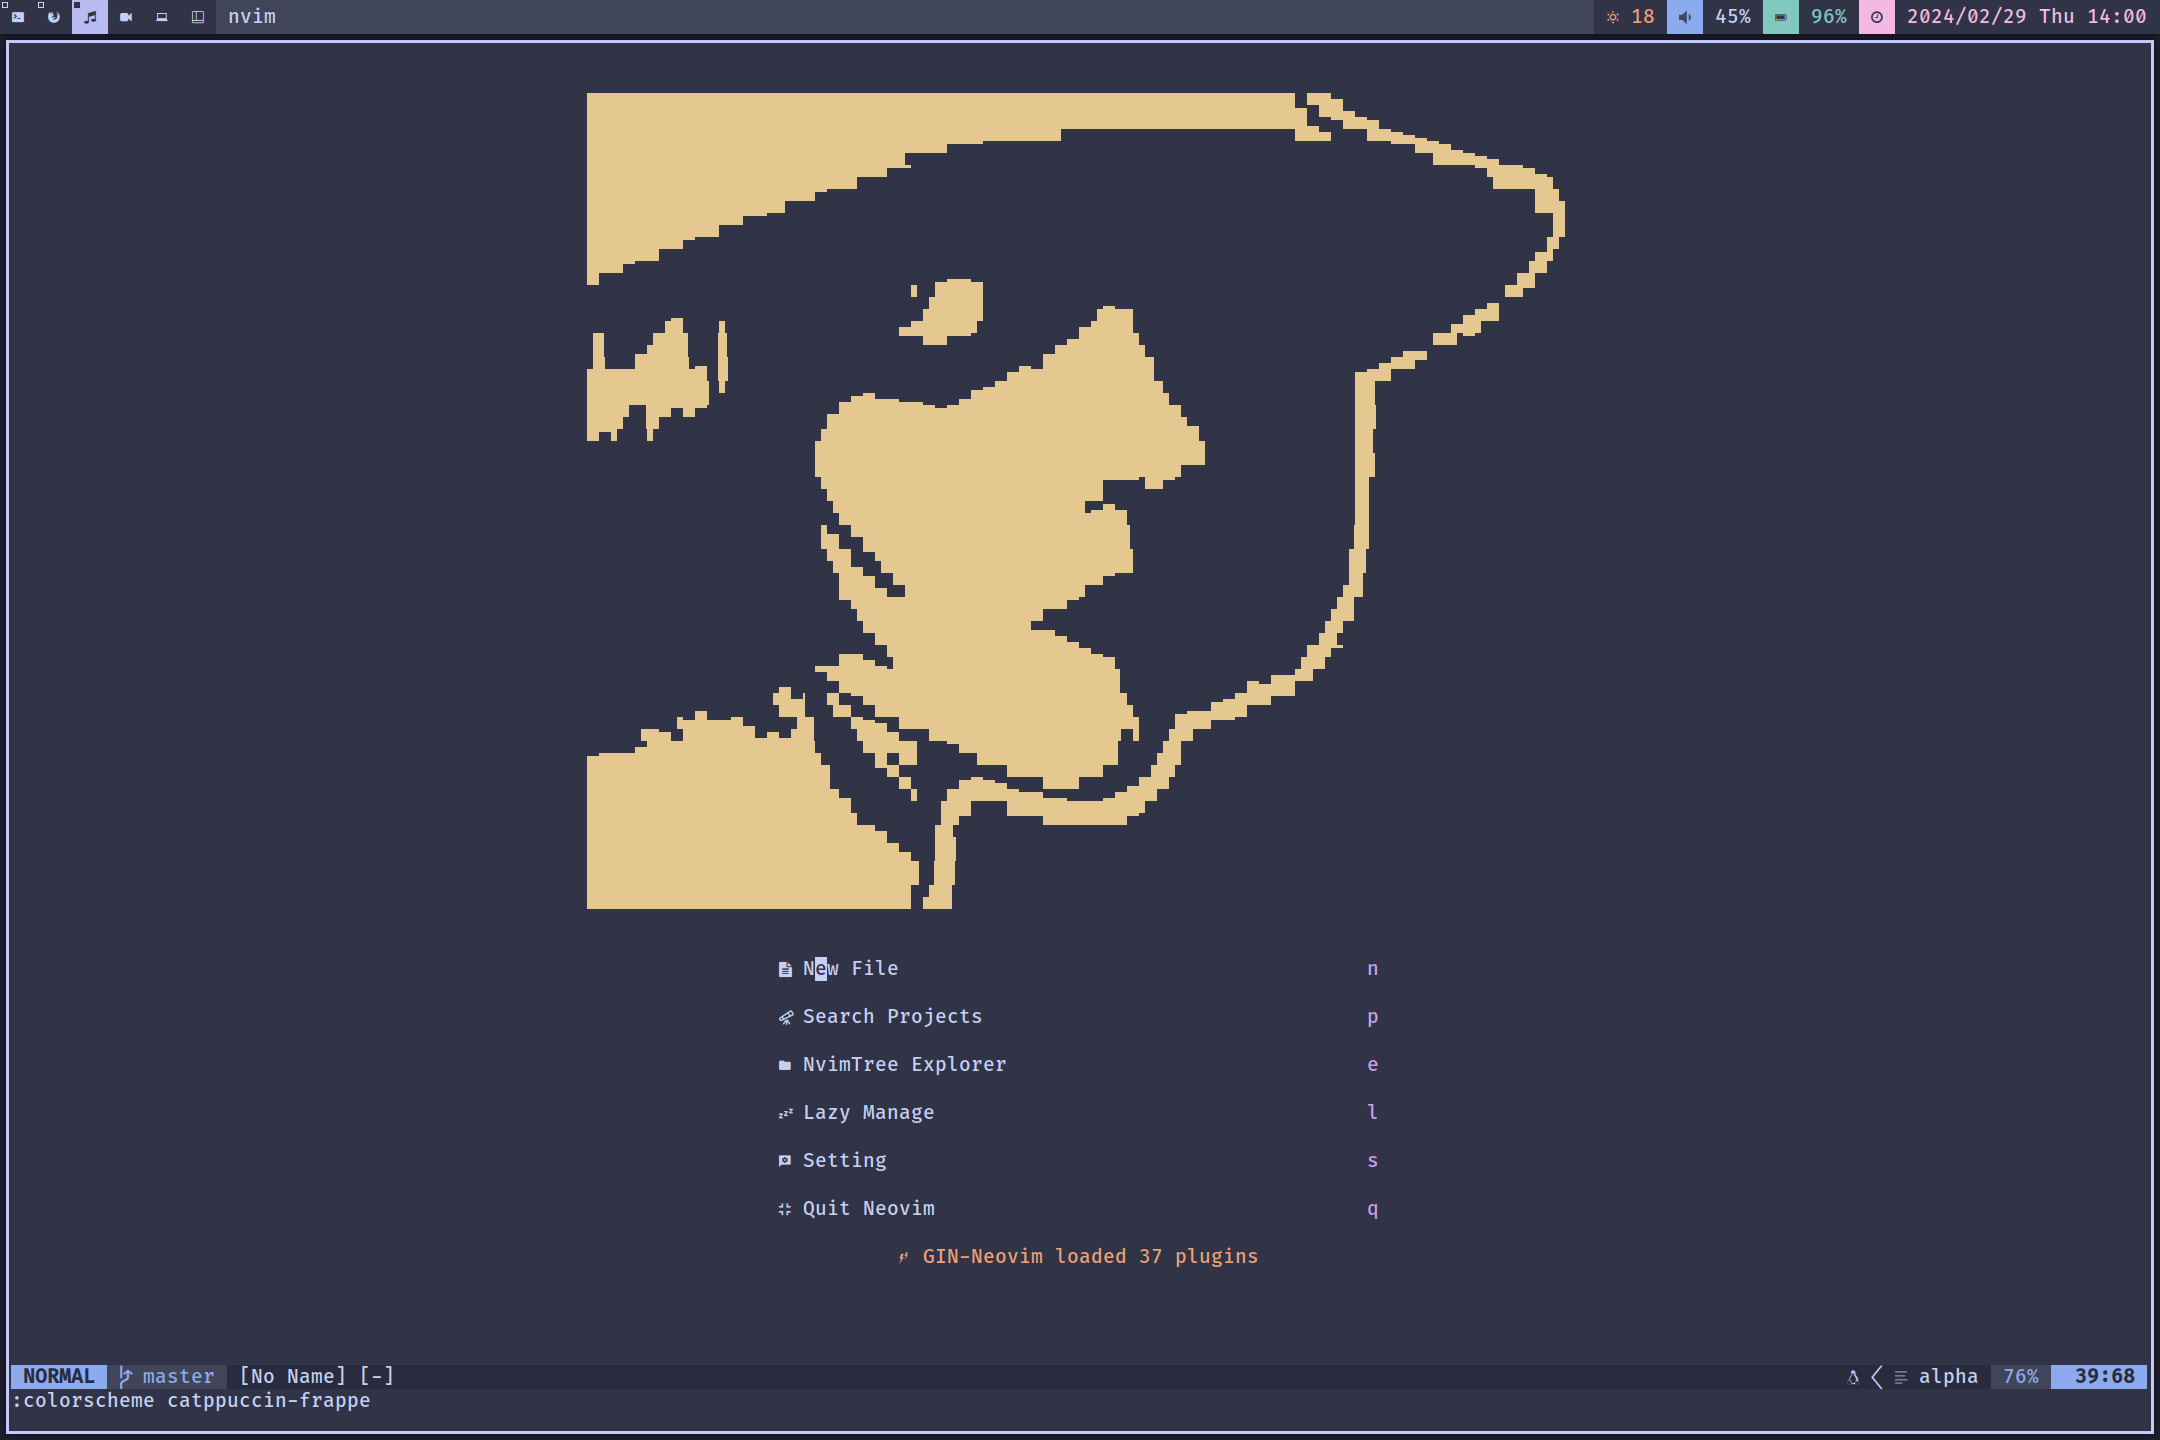 nvim 18 45% 96% 2024/02/29 Thu 14:00
New File n
Search Projects p
NvimTree Explorer e
Lazy Manage l
Setting s
Quit Neovim q
GIN-Neovim loaded 37 plugins
NORMAL master [No Name] [-] alpha 76% 39:68
:colorscheme catppuccin-frappe